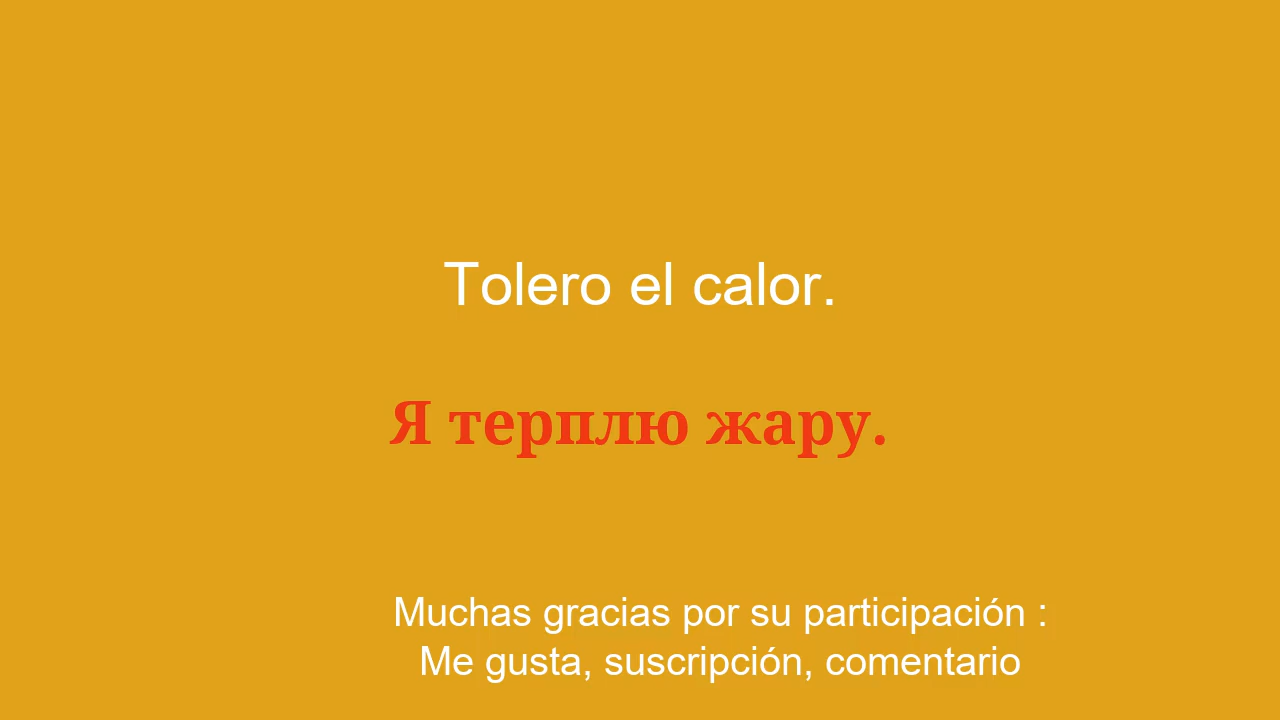 Tolero el calor.
Я терплю жару.
Muchas gracias por su participación :
Me gusta, suscripción, comentario